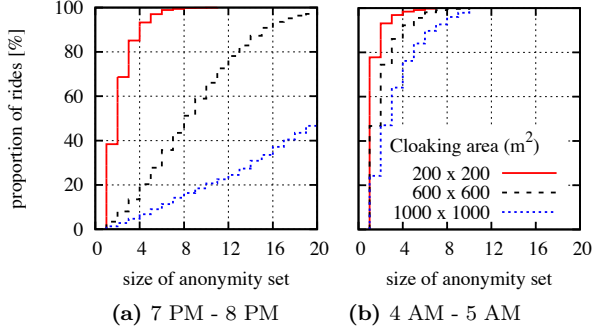 proportion of rides [%]
100
80
60
40
20
0
0 4 8 12 16 20
size of anonymity set
(a) 7 PM - 8 PM
0 4 8 12 16 20
size of anonymity set
(b) 4 AM - 5 AM
Cloaking area (m²)
200 x 200
600 x 600
1000 x 1000